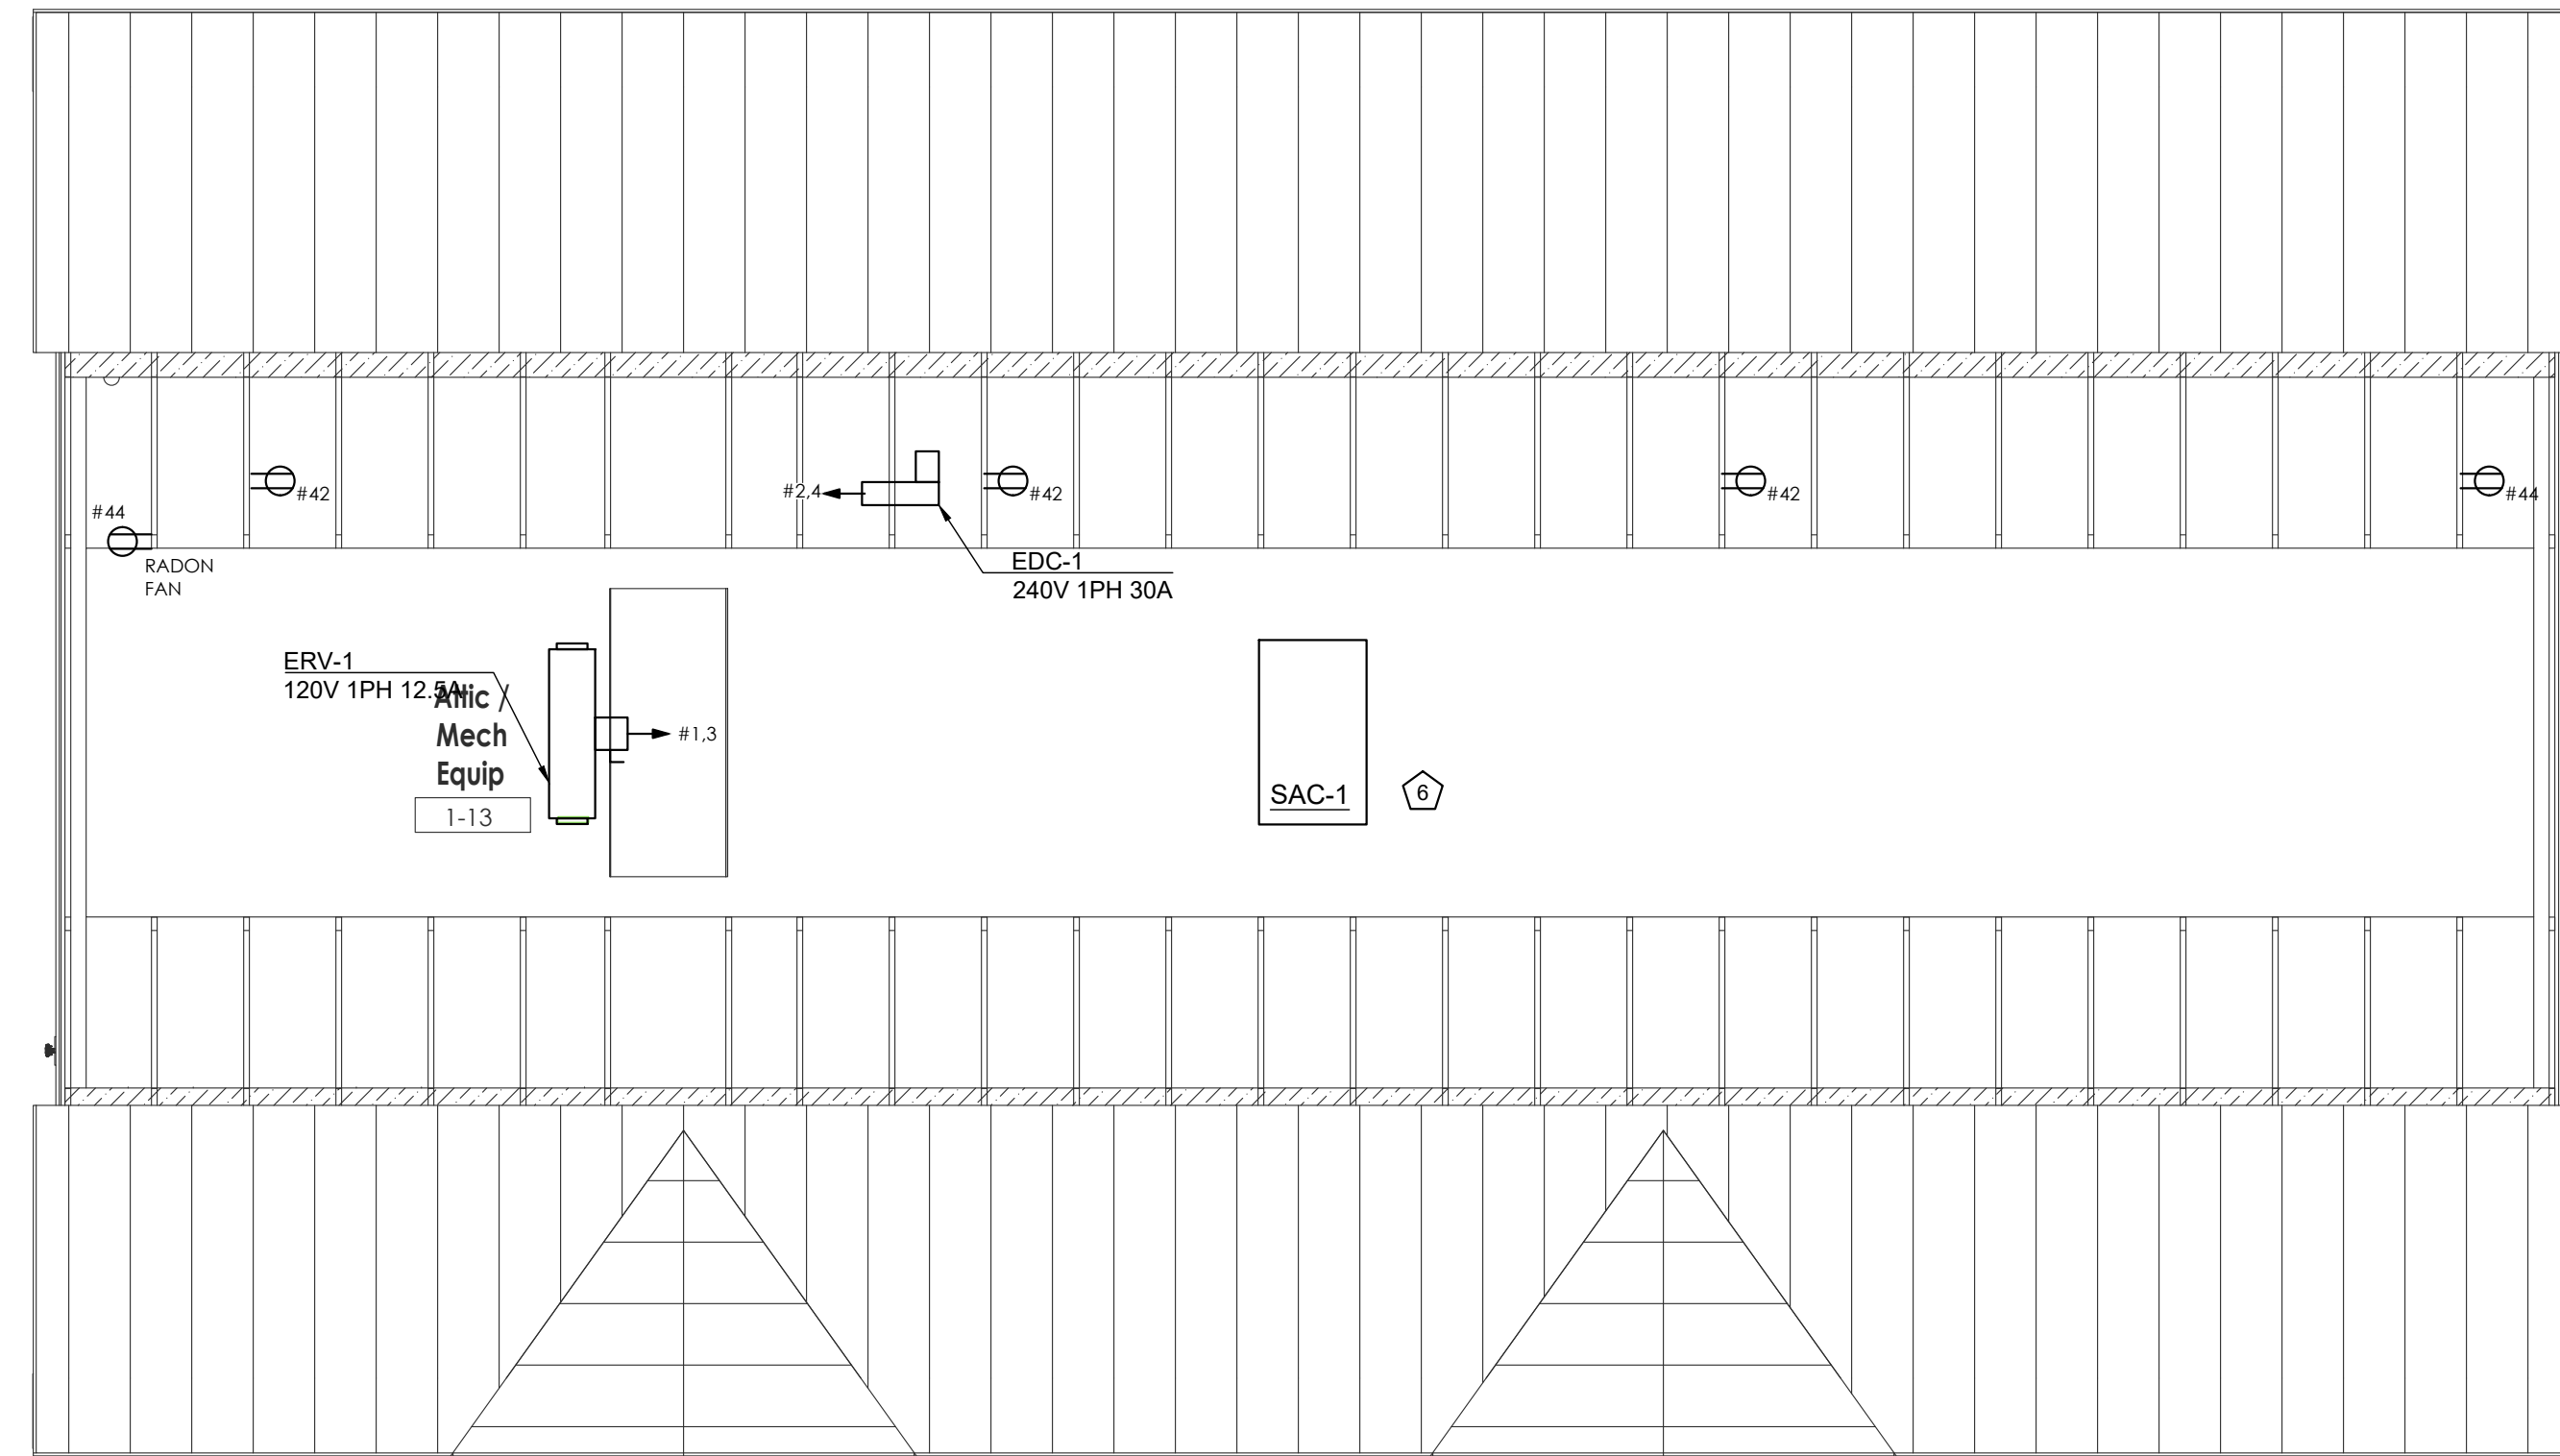 #42
#2,4
#42
#42
#44
#44
RADON
FAN
EDC-1
240V 1PH 30A
ERV-1
120V 1PH 12.5A
Attic /
Mech
Equip
1-13
#1,3
SAC-1
6